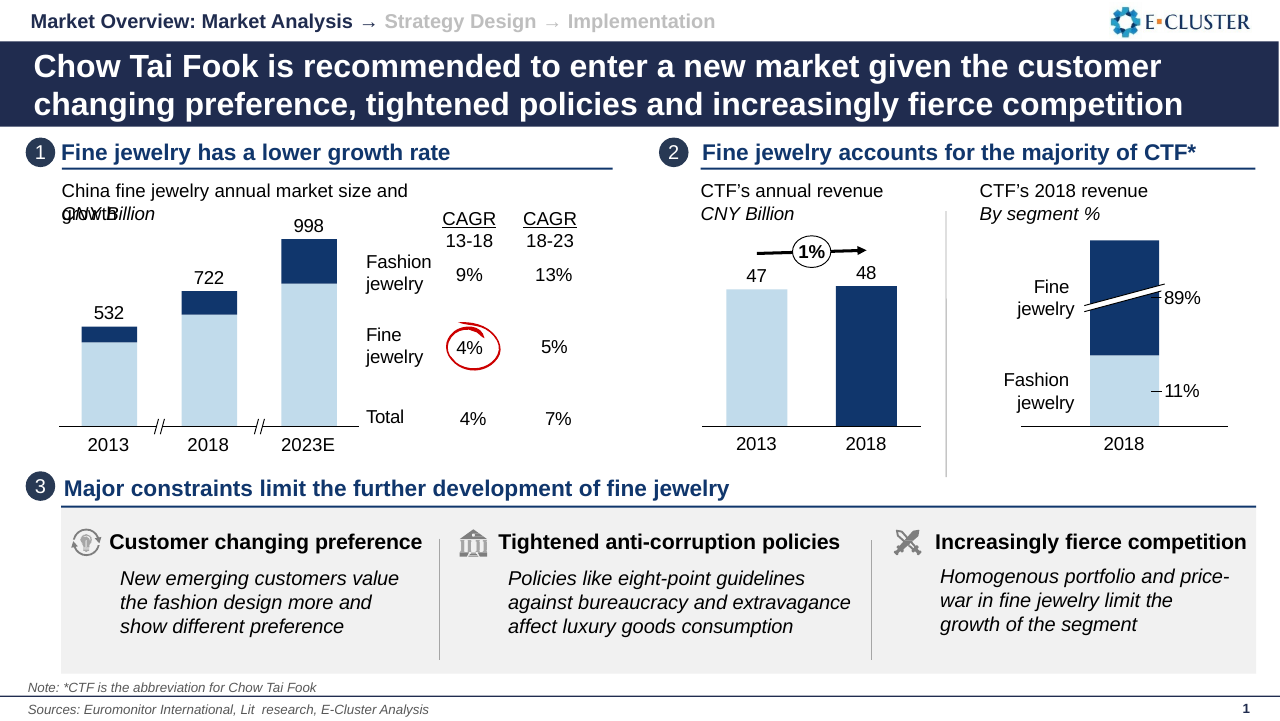 Market Overview: Market Analysis → Strategy Design → Implementation
E·CLUSTER
Chow Tai Fook is recommended to enter a new market given the customer
changing preference, tightened policies and increasingly fierce competition
1 Fine jewelry has a lower growth rate
China fine jewelry annual market size and
growth
CNY Billion
532
722
998
2013
2018
2023E
CAGR
13-18
CAGR
18-23
Fashion
jewelry
9%
13%
Fine
jewelry
4%
5%
Total
4%
7%
2 Fine jewelry accounts for the majority of CTF*
CTF's annual revenue
CNY Billion
1%
47
48
2013
2018
CTF's 2018 revenue
By segment %
Fine
jewelry
89%
Fashion
jewelry
11%
2018
3 Major constraints limit the further development of fine jewelry
Customer changing preference
New emerging customers value
the fashion design more and
show different preference
Tightened anti-corruption policies
Policies like eight-point guidelines
against bureaucracy and extravagance
affect luxury goods consumption
Increasingly fierce competition
Homogenous portfolio and price-
war in fine jewelry limit the
growth of the segment
Note: *CTF is the abbreviation for Chow Tai Fook
Sources: Euromonitor International, Lit research, E-Cluster Analysis
1